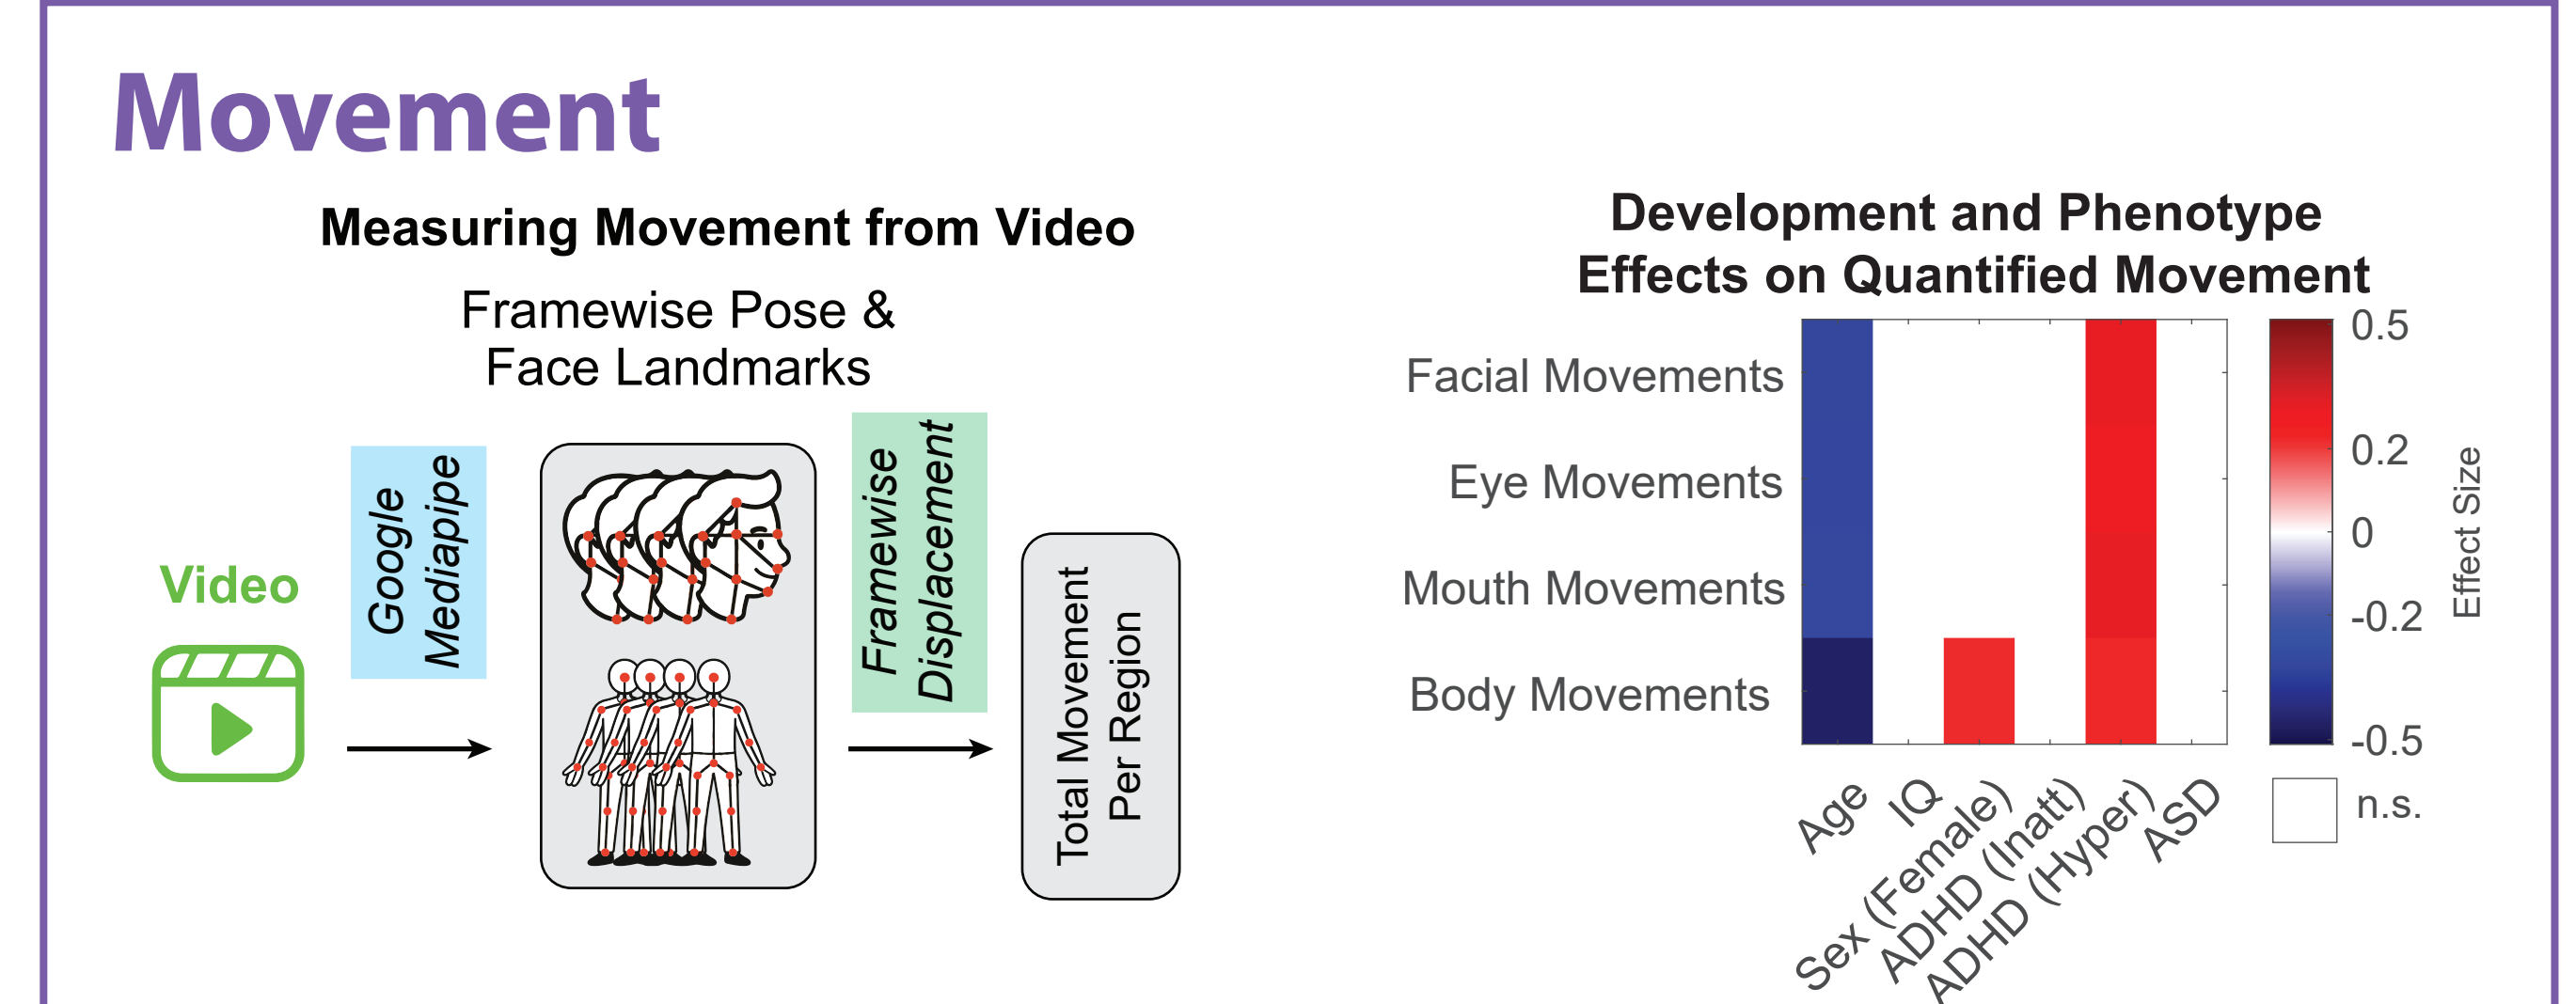 Movement
Measuring Movement from Video
Framewise Pose &
Face Landmarks
Video
Google
Mediapipe
Framewise
Displacement
Total Movement
Per Region
Development and Phenotype
Effects on Quantified Movement
Facial Movements
Eye Movements
Mouth Movements
Body Movements
Age
IQ
Sex (Female)
ADHD (Inatt)
ADHD (Hyper)
ASD
0.5
0.2
0
-0.2
-0.5
Effect Size
n.s.